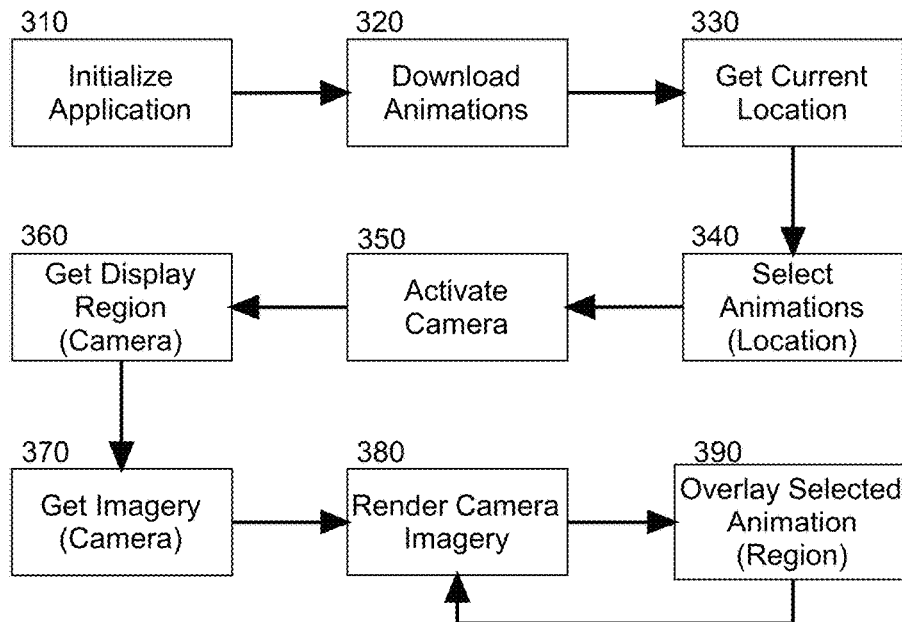 310
Initialize
Application
320
Download
Animations
330
Get Current
Location
360
Get Display
Region
(Camera)
350
Activate
Camera
340
Select
Animations
(Location)
370
Get Imagery
(Camera)
380
Render Camera
Imagery
390
Overlay Selected
Animation
(Region)